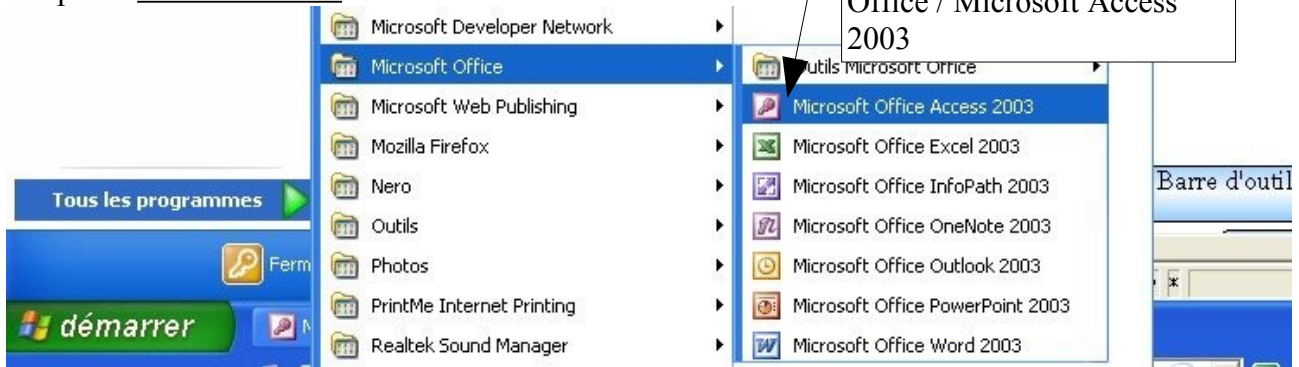 Office / Microsoft Access
2003
Microsoft Developer Network
Microsoft Office
Microsoft Web Publishing
Mozilla Firefox
Nero
Outils
Photos
PrintMe Internet Printing
Realtek Sound Manager
Outils Microsoft Office
Microsoft Office Access 2003
Microsoft Office Excel 2003
Microsoft Office InfoPath 2003
Microsoft Office OneNote 2003
Microsoft Office Outlook 2003
Microsoft Office PowerPoint 2003
Microsoft Office Word 2003
Tous les programmes
Ferm
démarrer
Barre d'outil